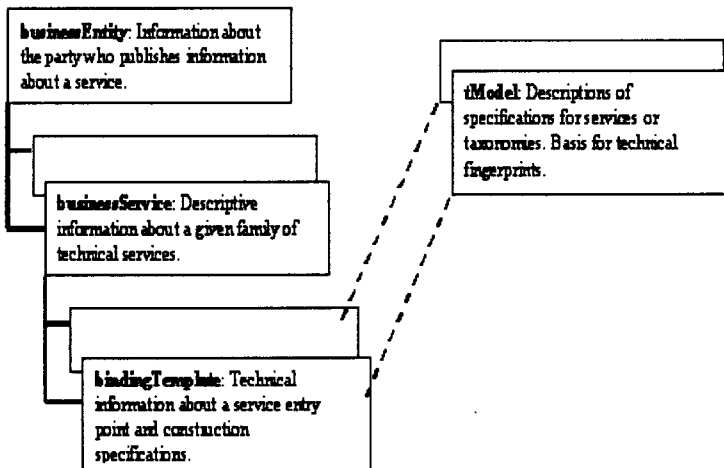 businessEntity: Information about
the party who publishes information
about a service.
tModel: Descriptions of
specifications for services or
taxonomies. Basis for technical
fingerprints.
businessService: Descriptive
information about a given family of
technical services.
bindingTemplate: Technical
information about a service entry
point and construction
specifications.